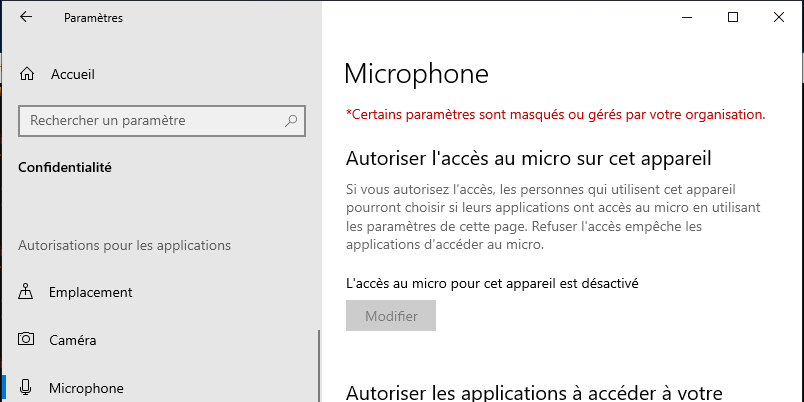 Paramètres
Accueil
Rechercher un paramètre
Confidentialité
Autorisations pour les applications
Emplacement
Caméra
Microphone
Microphone
*Certains paramètres sont masqués ou gérés par votre organisation.
Autoriser l'accès au micro sur cet appareil
Si vous autorisez l'accès, les personnes qui utilisent cet appareil
pourront choisir si leurs applications ont accès au micro en utilisant
les paramètres de cette page. Refuser l'accès empêche les
applications d'accéder au micro.
L'accès au micro pour cet appareil est désactivé
Modifier
Autoriser les applications à accéder à votre